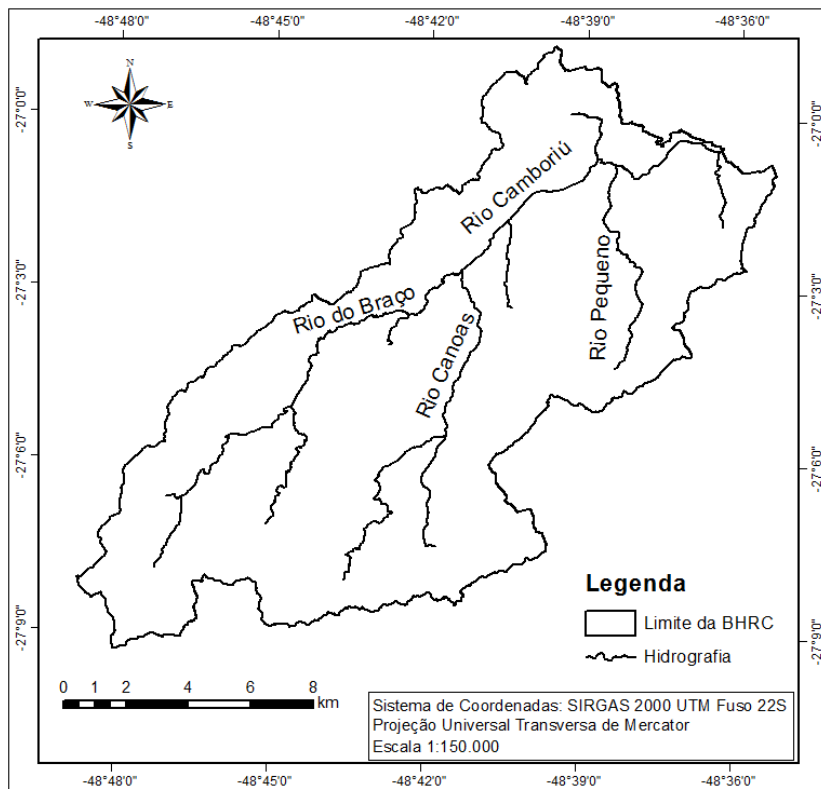 -48°48'0" -48°45'0" -48°42'0" -48°39'0" -48°36'0"
N
W E
S
-27°0'0" -27°0'0"
Rio Camboriú
-27°3'0" -27°3'0"
Rio do Braço
Rio Pequeno
Rio Canoas
-27°6'0" -27°6'0"
Legenda
Limite da BHRC
-27°9'0" -27°9'0"
Hidrografia
0 1 2 4 6 8
km
Sistema de Coordenadas: SIRGAS 2000 UTM Fuso 22S
Projeção Universal Transversa de Mercator
Escala 1:150.000
-48°48'0" -48°45'0" -48°42'0" -48°39'0" -48°36'0"